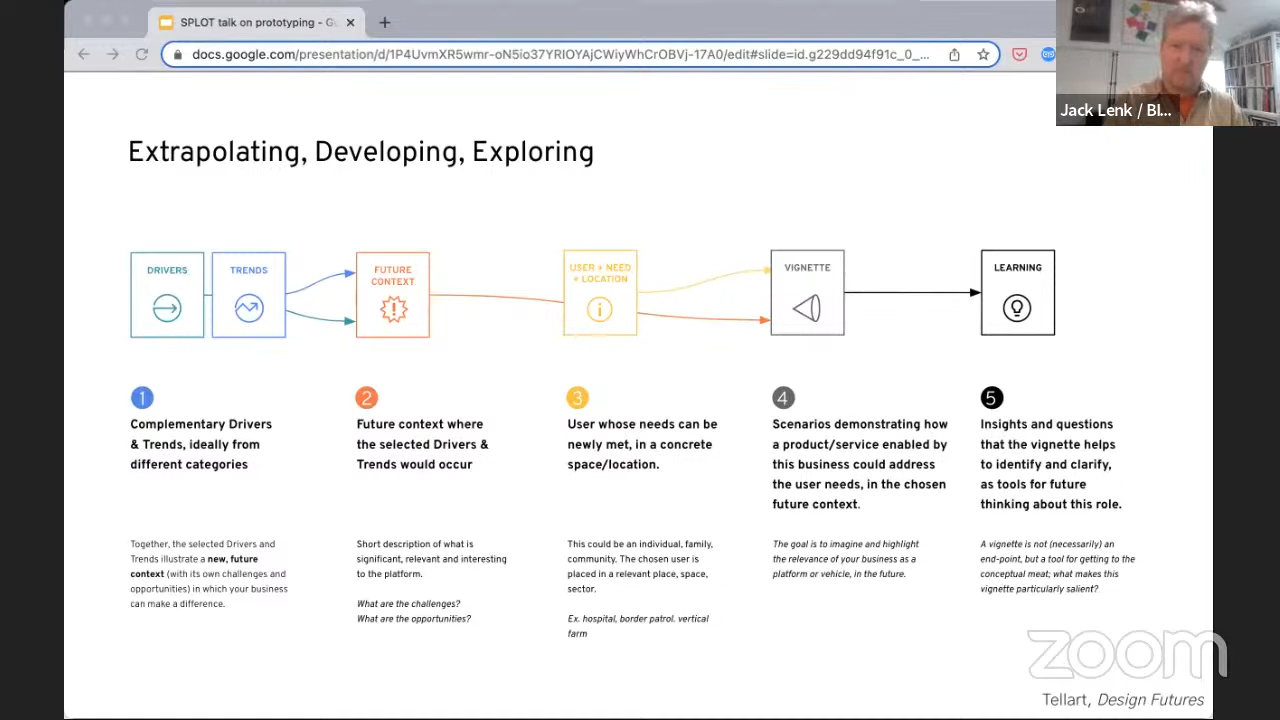 SPLOT talk on prototyping - G
docs.google.com/presentation/d/1P4UvmXR5wmr-oN5io37YRIOYAjCWiyWhCrOBVj-17A0/edit#slide=id.g229dd94f91c_0_...
Jack Lenk / Bl...
Extrapolating, Developing, Exploring
DRIVERS
TRENDS
FUTURE
CONTEXT
USER + NEED
+ LOCATION
VIGNETTE
LEARNING
1
Complementary Drivers
& Trends, ideally from
different categories
Together, the selected Drivers and
Trends illustrate a new, future
context (with its own challenges and
opportunities) in which your business
can make a difference.
2
Future context where
the selected Drivers &
Trends would occur
Short description of what is
significant, relevant and interesting
to the platform.
What are the challenges?
What are the opportunities?
3
User whose needs can be
newly met, in a concrete
space/location.
This could be an individual, family,
community. The chosen user is
placed in a relevant place, space,
sector.
Ex. hospital, border patrol. vertical
farm
4
Scenarios demonstrating how
a product/service enabled by
this business could address
the user needs, in the chosen
future context.
The goal is to imagine and highlight
the relevance of your business as a
platform or vehicle, in the future.
5
Insights and questions
that the vignette helps
to identify and clarify,
as tools for future
thinking about this role.
A vignette is not (necessarily) an
end-point, but a tool for getting to the
conceptual meat; what makes this
vignette particularly salient?
zoom
Tellart, Design Futures